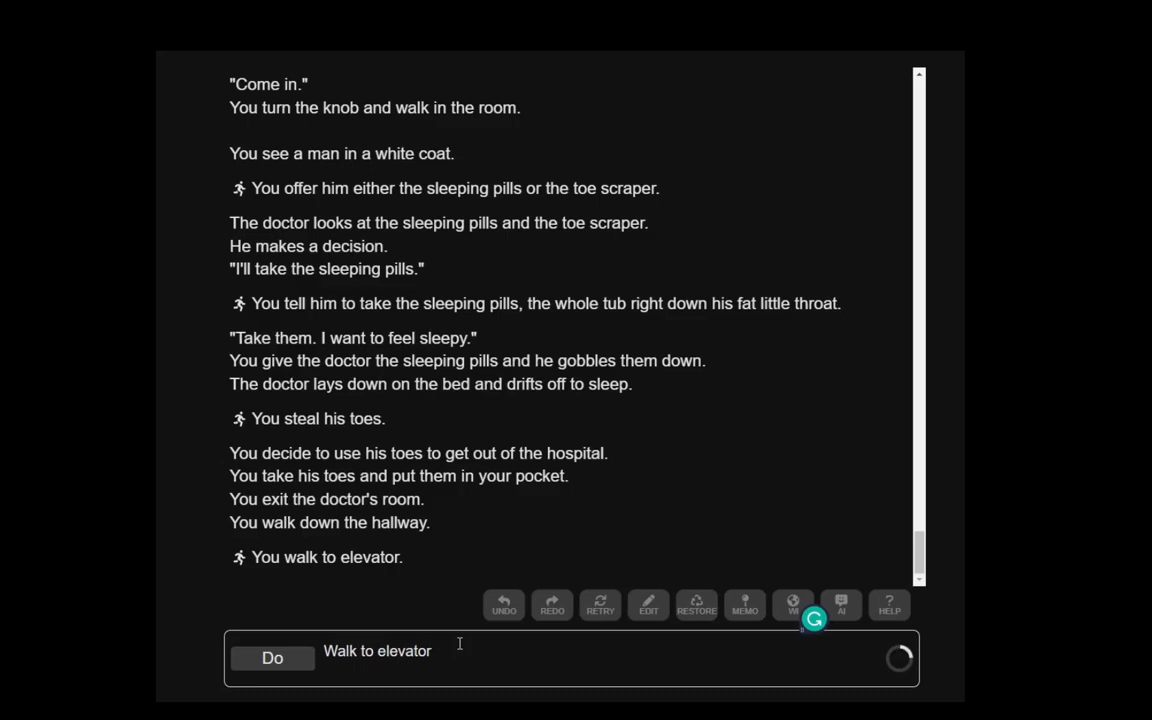 "Come in."
You turn the knob and walk in the room.
You see a man in a white coat.
You offer him either the sleeping pills or the toe scraper.
The doctor looks at the sleeping pills and the toe scraper.
He makes a decision.
"I'll take the sleeping pills."
You tell him to take the sleeping pills, the whole tub right down his fat little throat.
"Take them. I want to feel sleepy."
You give the doctor the sleeping pills and he gobbles them down.
The doctor lays down on the bed and drifts off to sleep.
You steal his toes.
You decide to use his toes to get out of the hospital.
You take his toes and put them in your pocket.
You exit the doctor's room.
You walk down the hallway.
You walk to elevator.
UNDO REDO RETRY EDIT RESTORE MEMO WI AI HELP
Do Walk to elevator